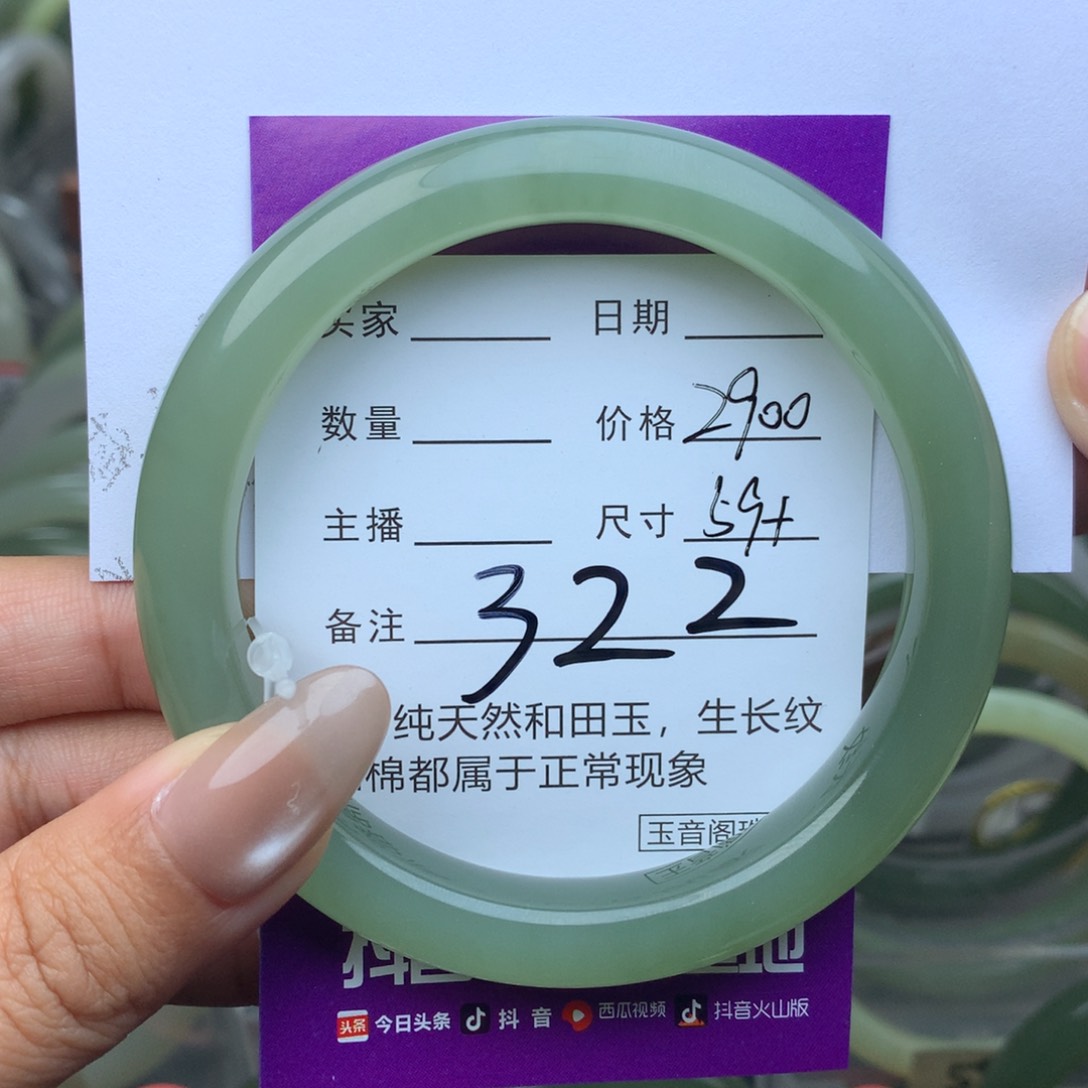 家 日期
数量 价格 2900
主播 尺寸 59+
备注 322
纯天然和田玉，生长纹
棉都属于正常现象
玉音阁
抖音
头条 今日头条 抖音 西瓜视频 抖音火山版